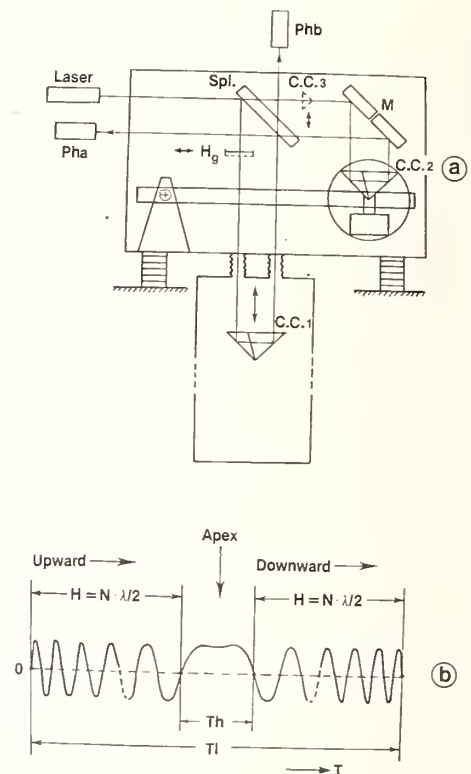 Phb
Laser
Spl.
C.C.3
M
Pha
Hg
C.C.2
a
C.C.1
Apex
Upward
Downward
H = N · λ/2
H = N · λ/2
0
b
Th
Tl
T